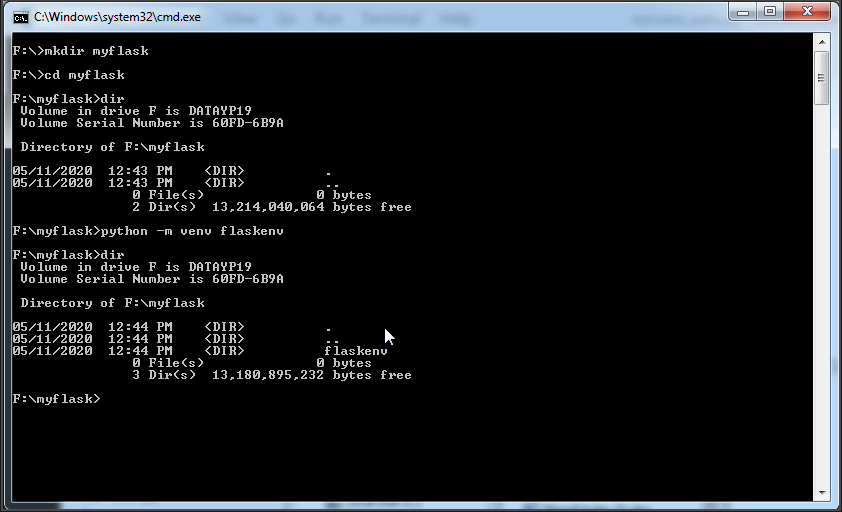 C:\Windows\system32\cmd.exe
View Go Run Terminal Help
F:\>mkdir myflask
F:\>cd myflask
F:\myflask>dir
 Volume in drive F is DATAYP19
 Volume Serial Number is 60FD-6B9A
 Directory of F:\myflask
05/11/2020  12:43 PM    <DIR>          .
05/11/2020  12:43 PM    <DIR>          ..
               0 File(s)              0 bytes
               2 Dir(s)  13,214,040,064 bytes free
F:\myflask>python -m venv flaskenv
F:\myflask>dir
 Volume in drive F is DATAYP19
 Volume Serial Number is 60FD-6B9A
 Directory of F:\myflask
05/11/2020  12:44 PM    <DIR>          .
05/11/2020  12:44 PM    <DIR>          ..
05/11/2020  12:44 PM    <DIR>          flaskenv
               0 File(s)              0 bytes
               3 Dir(s)  13,180,895,232 bytes free
F:\myflask>